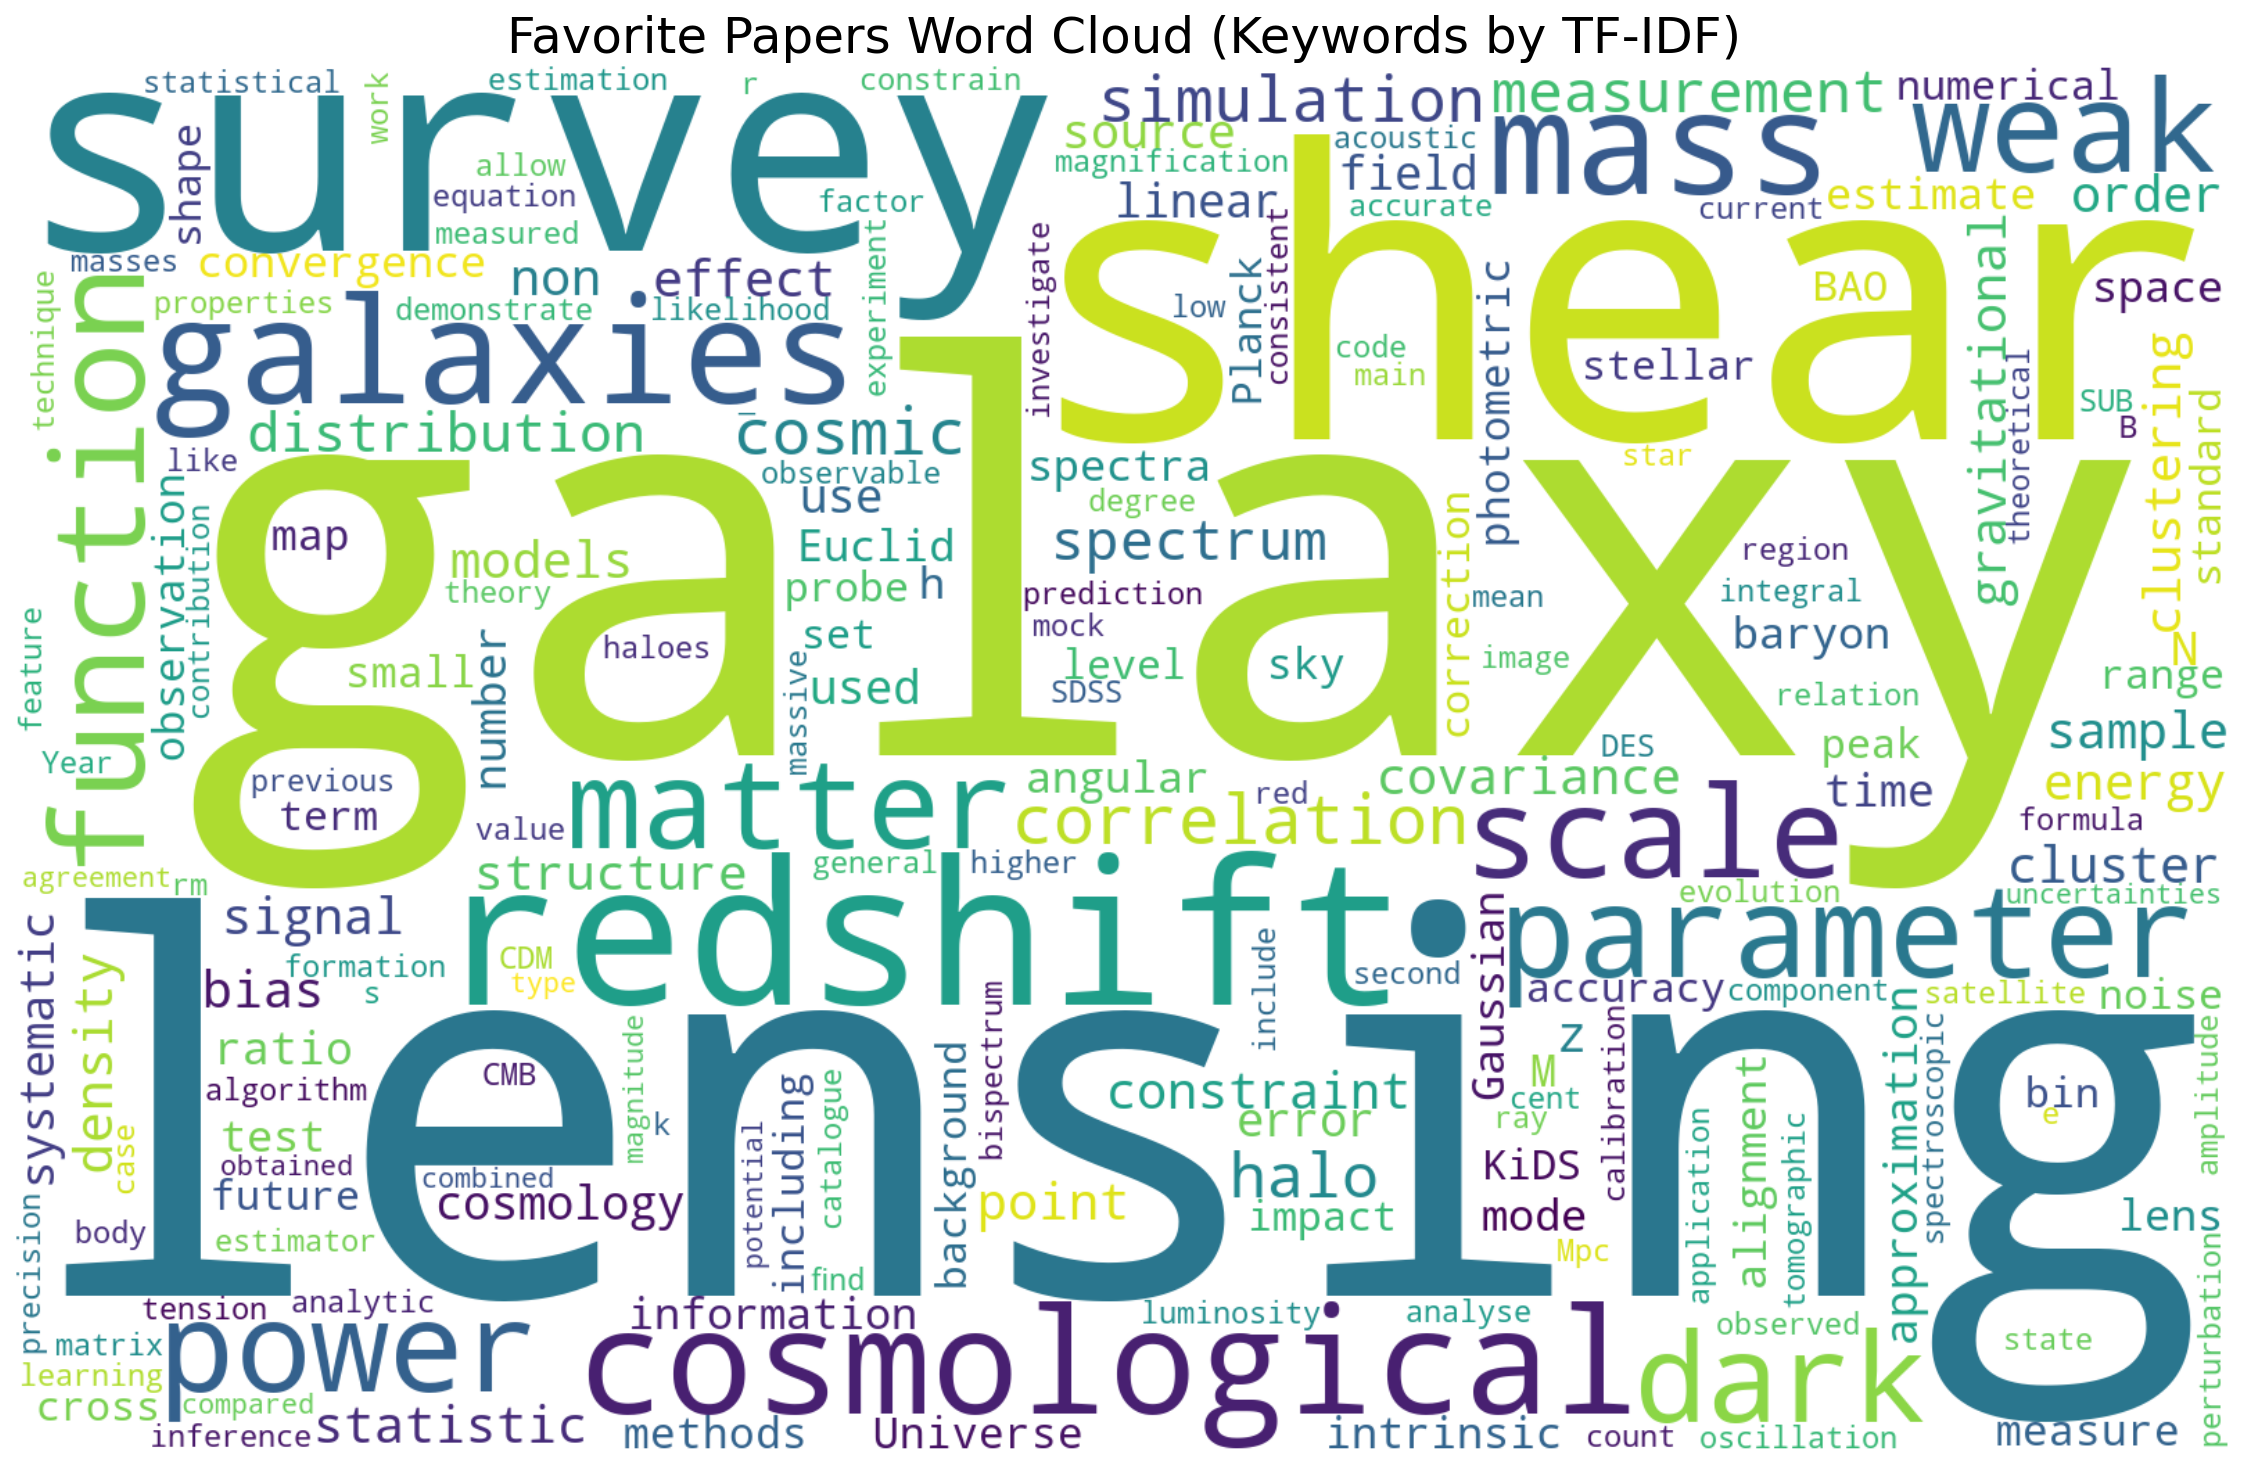 Favorite Papers Word Cloud (Keywords by TF-IDF)
statistical
work
estimation
r
constrain
simulation
measurement
numerical
survey
shape
allow
equation
measured
factor
source
magnification
acoustic
field
accurate
linear
mass
weak
current
estimate
order
masses
convergence
properties
non
effect
demonstrate
likelihood
experiment
investigate
low
Planck
consistent
shear
code
main
photometric
stellar
BAO
gravitational
space
technique
function
galaxies
distribution
cosmic
observable
use
spectra
degree
spectrum
star
theoretical
clustering
SUB
B
standard
like
observation
contribution
map
models
theory
Euclid
probe
h
prediction
mock
correction
mean
region
integral
baryon
N
galaxy
feature
small
haloes
number
set
used
massive
level
SDSS
sky
image
relation
range
Year
previous
term
value
matter
angular
red
covariance
DES
peak
sample
time
energy
correlation
scale
formula
cluster
uncertainties
agreement
rm
structure
general
higher
evolution
signal
redshift
parameter
Gaussian
systematic
density
bias
formation
s
CDM
type
include
second
accuracy
component
satellite
noise
ratio
algorithm
CMB
magnitude
k
bispectrum
constraint
error
z
M
cent
ray
calibration
approximation
spectroscopic
bin
e
amplitude
lensing
case
test
obtained
future
combined
cosmology
potential
including
catalogue
background
point
halo
impact
KiDS
mode
Mpc
application
alignment
tomographic
lens
precision
body
estimator
find
tension
analytic
information
luminosity
analyse
observed
state
perturbations
matrix
learning
cross
power
compared
inference
statistic
cosmological
methods
Universe
intrinsic
count
dark
oscillation
measure